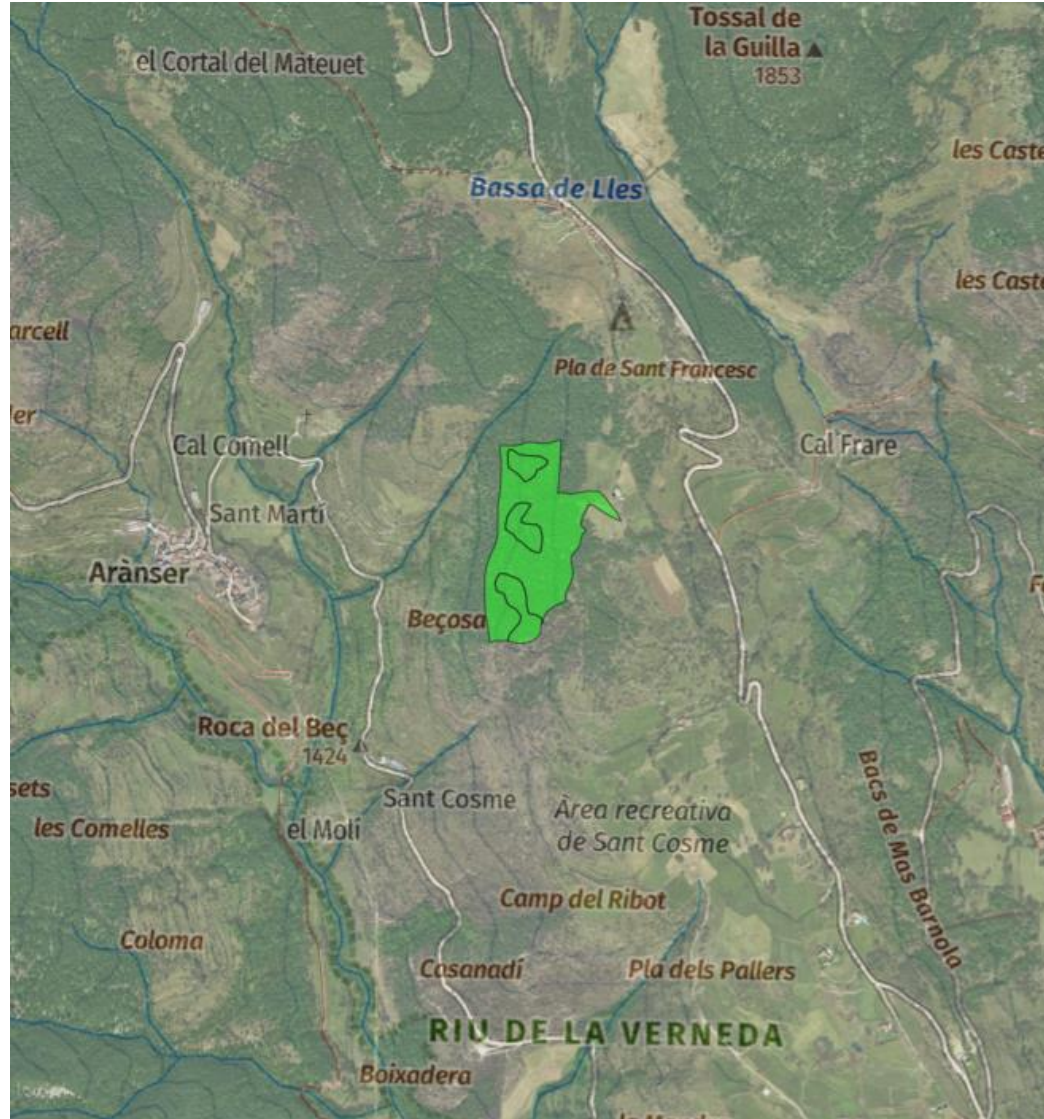 Tossal de
la Guilla
1853
el Cortal del Mateuet
les Caste
Bassa de Lles
les Caste
arcell
Pla de Sant Francesc
ler
Cal Comell
Cal Frare
Sant Martí
Arànser
Beçosa
Roca del Beç
1424
sets
Sant Cosme
Àrea recreativa
de Sant Cosme
les Comelles
el Molí
Bacs de Mas Barnola
Camp del Ribot
Coloma
Casanadí
Pla dels Pallers
RIU DE LA VERNEDA
Boixadera